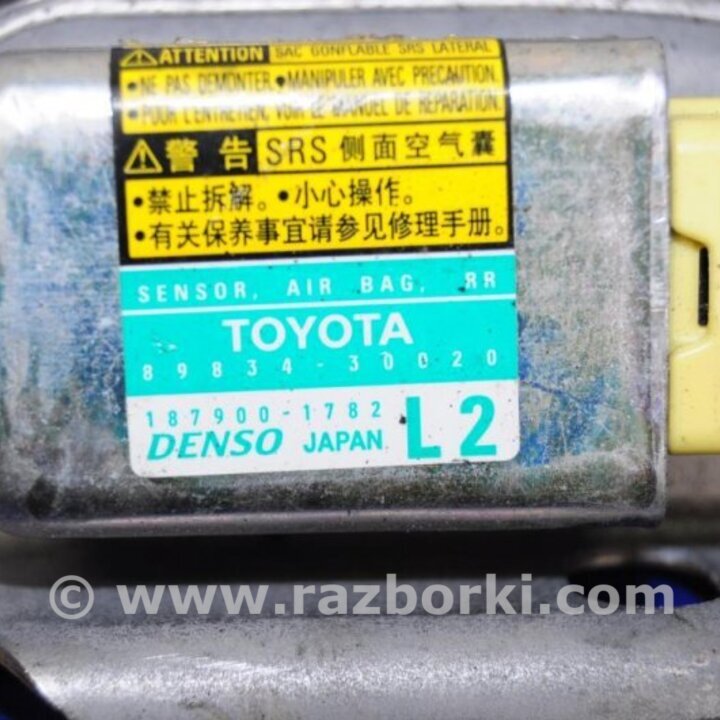 ATTENTION SAC GONFLABLE SRS LATERAL
•NE PAS DEMONTER. •MANIPULER AVEC PRECAUTION.
•POUR L'ENTRETIEN, VOIR LE MANUEL DE REPARATION.
警告 SRS 侧面空气囊
•禁止拆解。•小心操作。
•有关保养事宜请参见修理手册。
SENSOR, AIR BAG, RR
TOYOTA
89834-30020
187900-1782
DENSO JAPAN L2
© www.razborki.com